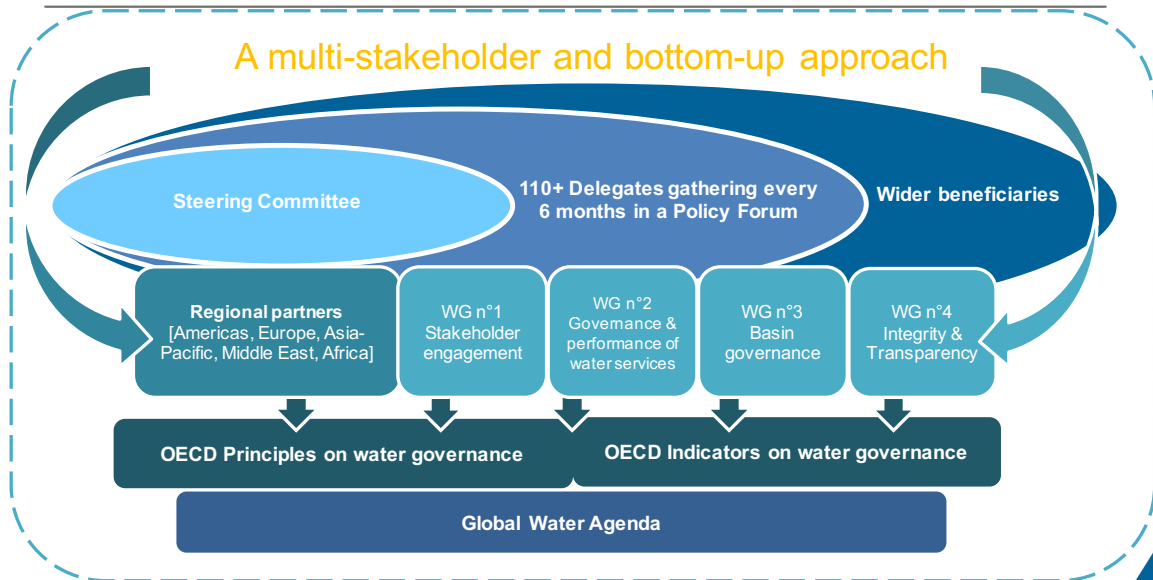 A multi-stakeholder and bottom-up approach
Steering Committee
110+ Delegates gathering every
6 months in a Policy Forum
Wider beneficiaries
Regional partners
[Americas, Europe, Asia-
Pacific, Middle East, Africa]
WG n°1
Stakeholder
engagement
WG n°2
Governance &
performance of
water services
WG n°3
Basin
governance
WG n°4
Integrity &
Transparency
OECD Principles on water governance
OECD Indicators on water governance
Global Water Agenda